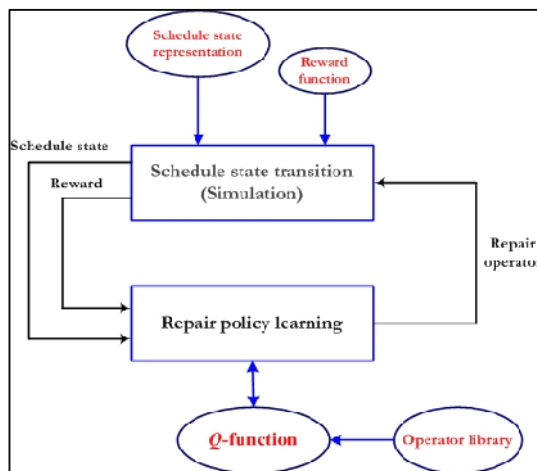 Schedule state
representation
Reward
function
Schedule state
Reward
Schedule state transition
(Simulation)
Repair
operator
Repair policy learning
Q-function
Operator library